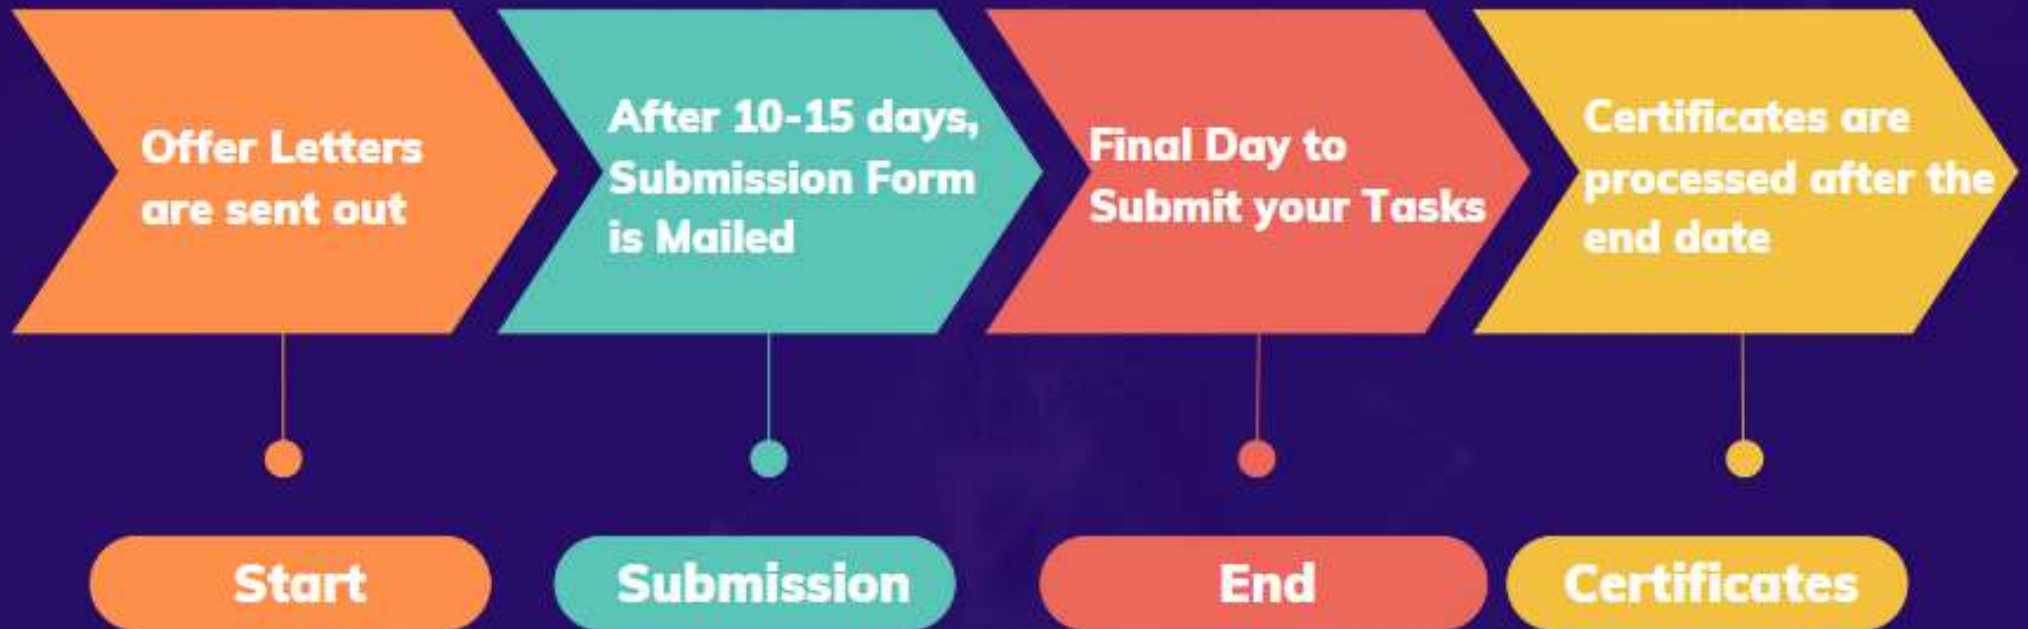 Offer Letters
are sent out
After 10-15 days,
Submission Form
is Mailed
Final Day to
Submit your Tasks
Certificates are
processed after the
end date
Start
Submission
End
Certificates